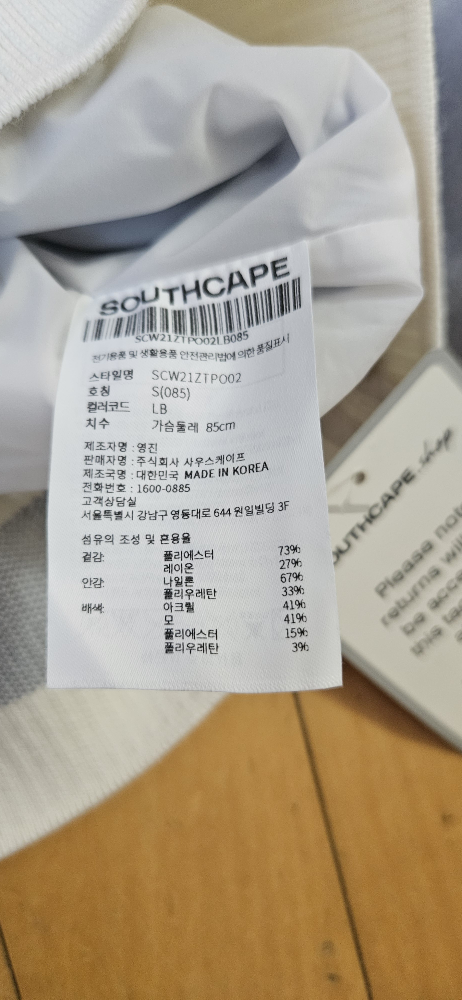 SOUTHCAPE
SCW21ZTPO02LB085
전기용품 및 생활용품 안전관리법에 의한 품질표시
스타일명 SCW21ZTPO02
호칭 S(085)
컬러코드 LB
치수 가슴둘레 85cm
제조자명 : 영진
판매자명 : 주식회사 사우스케이프
제조국명 : 대한민국 MADE IN KOREA
전화번호 : 1600-0885
고객상담실
서울특별시 강남구 영동대로 644 원일빌딩 3F
섬유의 조성 및 혼용율
겉감: 폴리에스터 73%
레이온 27%
안감: 나일론 67%
폴리우레탄 33%
배색: 아크릴 41%
모 41%
폴리에스터 15%
폴리우레탄 3%
OUTHCAPE shop
Please not
returns wil
be acce
this ta